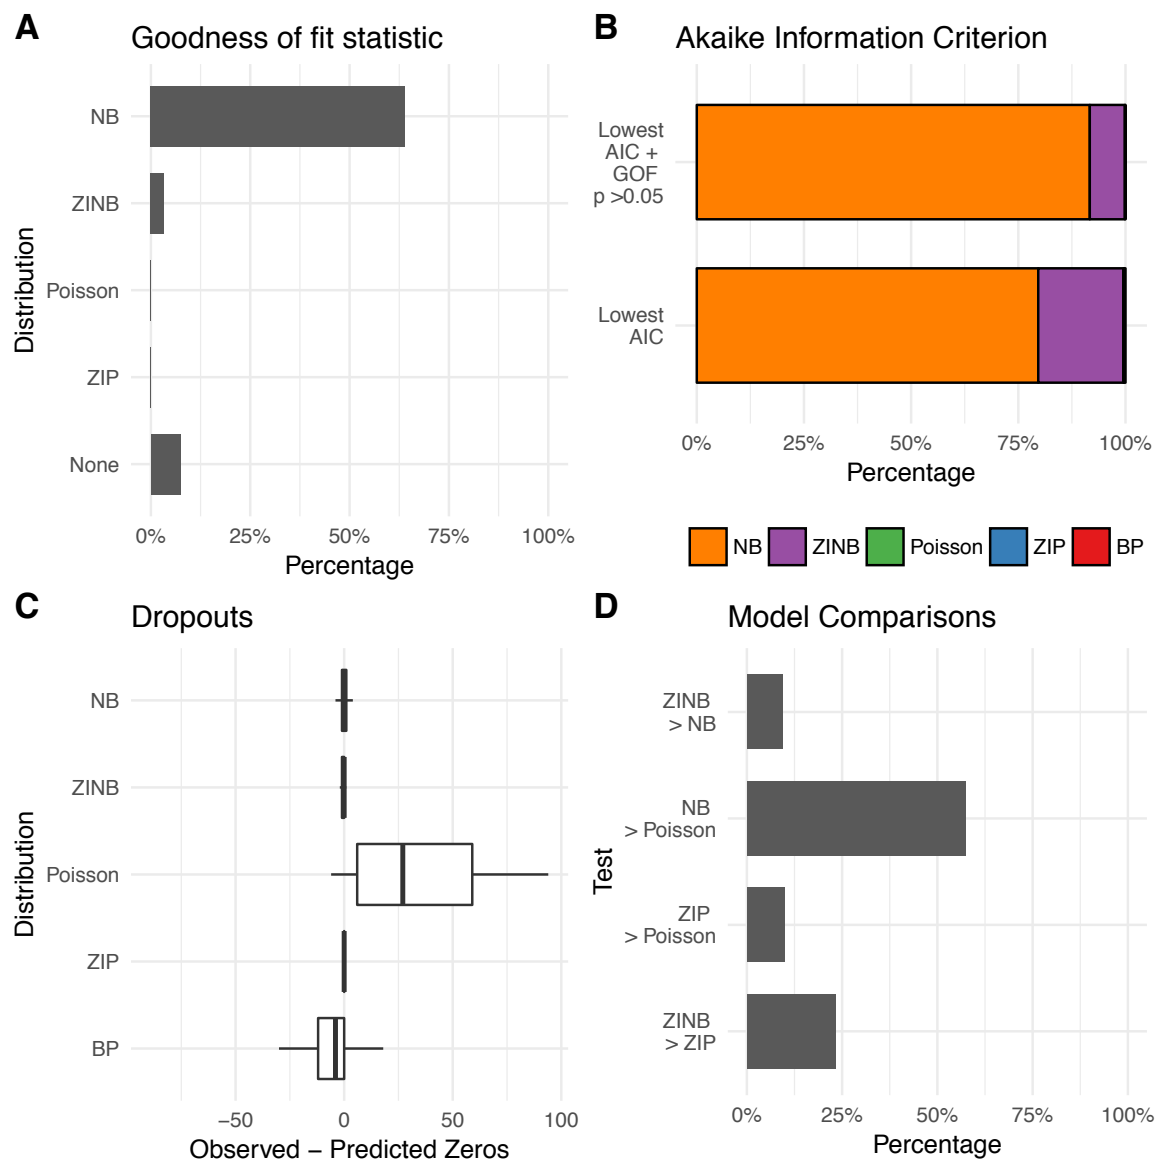 A
Goodness of fit statistic
Distribution
NB
ZINB
Poisson
ZIP
None
0% 25% 50% 75% 100%
Percentage
B
Akaike Information Criterion
Lowest
AIC +
GOF
p >0.05
Lowest
AIC
0% 25% 50% 75% 100%
Percentage
NB ZINB Poisson ZIP BP
C
Dropouts
Distribution
NB
ZINB
Poisson
ZIP
BP
−50 0 50 100
Observed − Predicted Zeros
D
Model Comparisons
Test
ZINB
> NB
NB
> Poisson
ZIP
> Poisson
ZINB
> ZIP
0% 25% 50% 75% 100%
Percentage